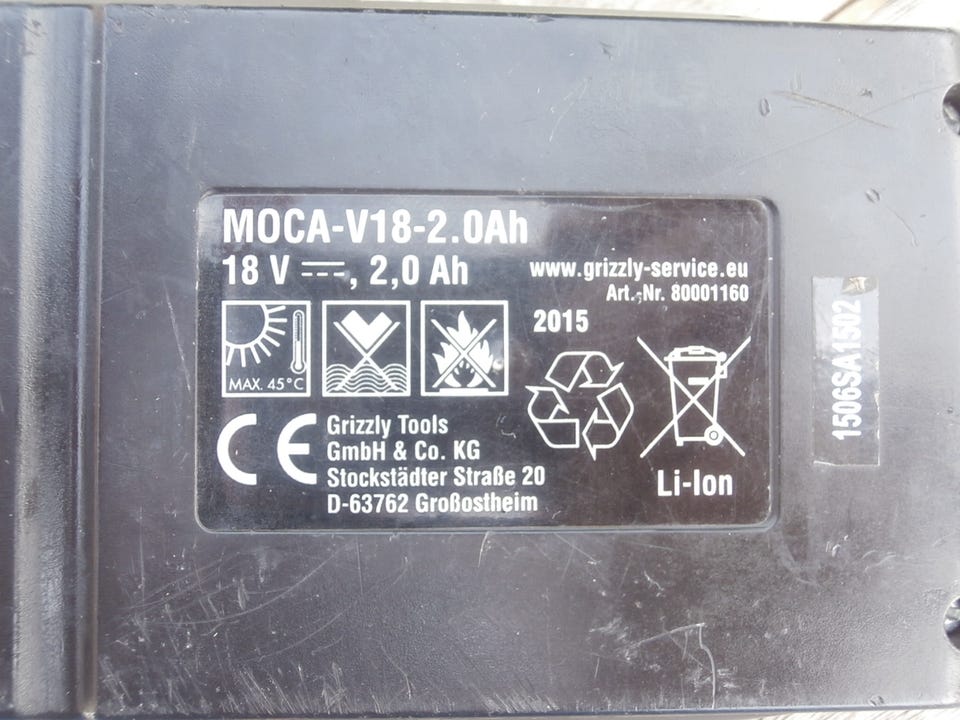 MOCA-V18-2.0Ah
18 V ⎓, 2,0 Ah
www.grizzly-service.eu
Art.-Nr. 80001160
2015
MAX. 45°C
CE
Grizzly Tools
GmbH & Co. KG
Stockstädter Straße 20
D-63762 Großostheim
Li-Ion
1506SA1502